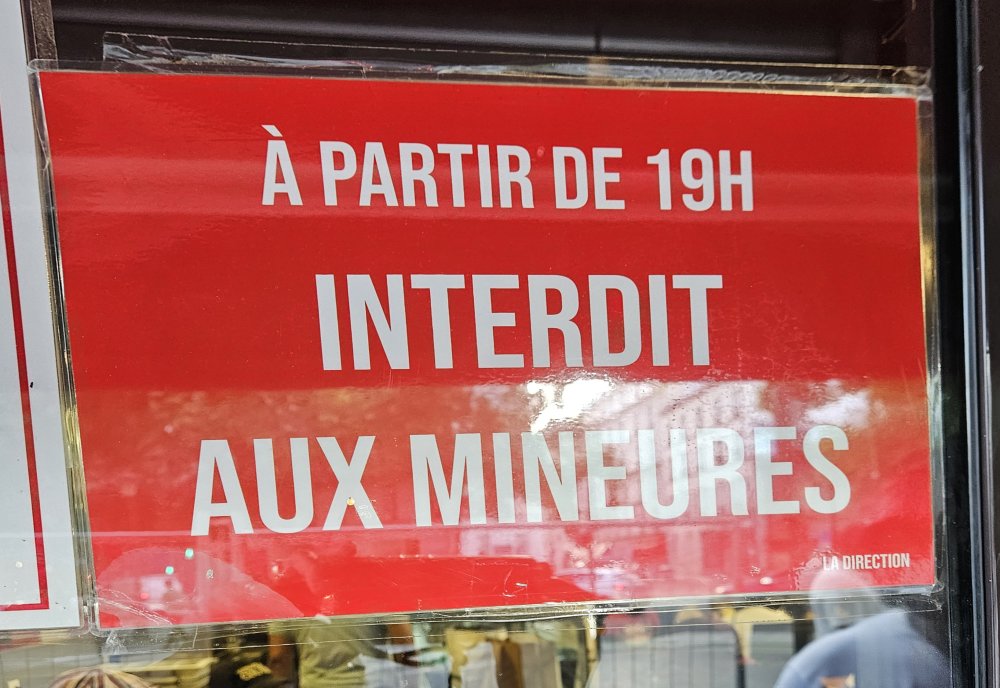 À PARTIR DE 19H
INTERDIT
AUX MINEURES
LA DIRECTION